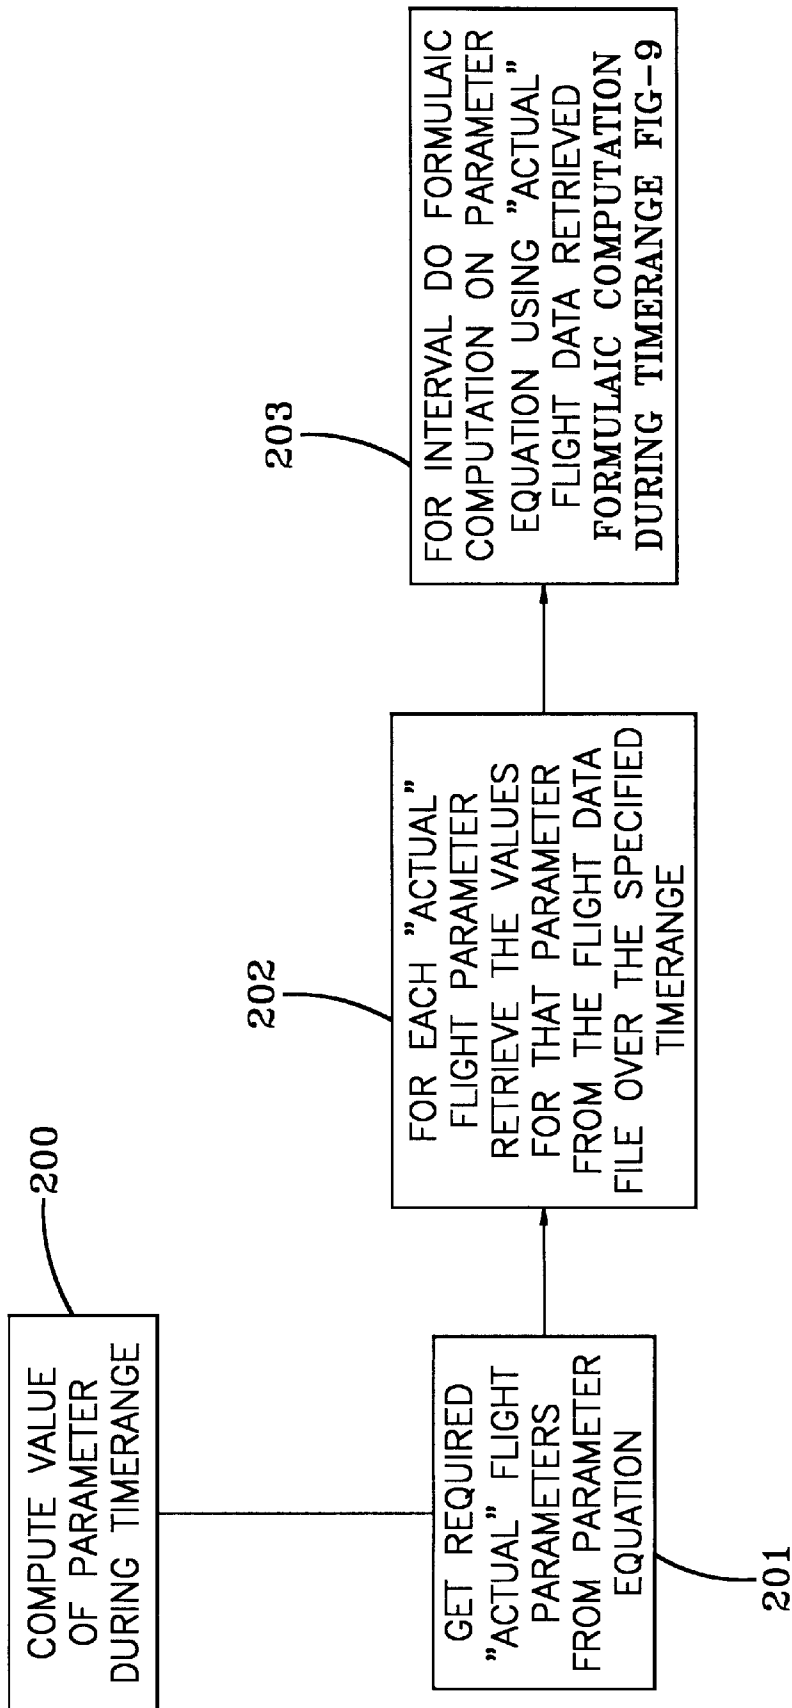 200
COMPUTE VALUE
OF PARAMETER
DURING TIMERANGE
201
GET REQUIRED
"ACTUAL" FLIGHT
PARAMETERS
FROM PARAMETER
EQUATION
202
FOR EACH "ACTUAL"
FLIGHT PARAMETER
RETRIEVE THE VALUES
FOR THAT PARAMETER
FROM THE FLIGHT DATA
FILE OVER THE SPECIFIED
TIMERANGE
203
FOR INTERVAL DO FORMULAIC
COMPUTATION ON PARAMETER
EQUATION USING "ACTUAL"
FLIGHT DATA RETRIEVED
FORMULAIC COMPUTATION
DURING TIMERANGE FIG-9